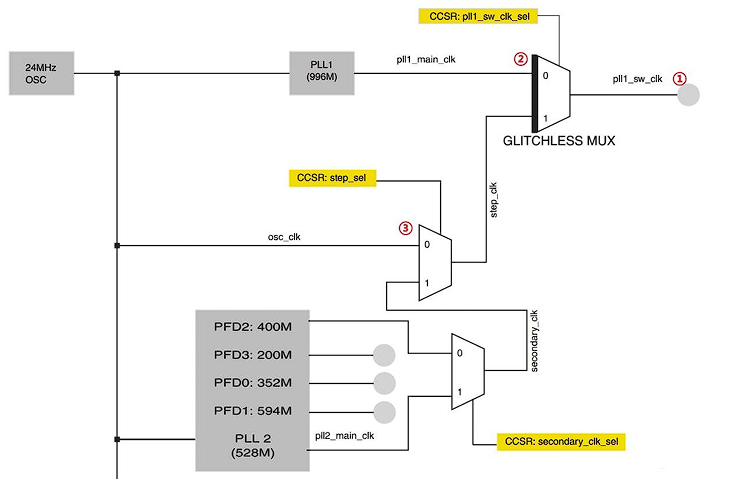 CCSR: pll1_sw_clk_sel
24MHz
OSC
PLL1
(996M)
pll1_main_clk
②
0
pll1_sw_clk
①
1
GLITCHLESS MUX
CCSR: step_sel
step_clk
③
osc_clk
0
1
PFD2: 400M
secondary_clk
PFD3: 200M
0
PFD0: 352M
1
PFD1: 594M
PLL 2
(528M)
pll2_main_clk
CCSR: secondary_clk_sel